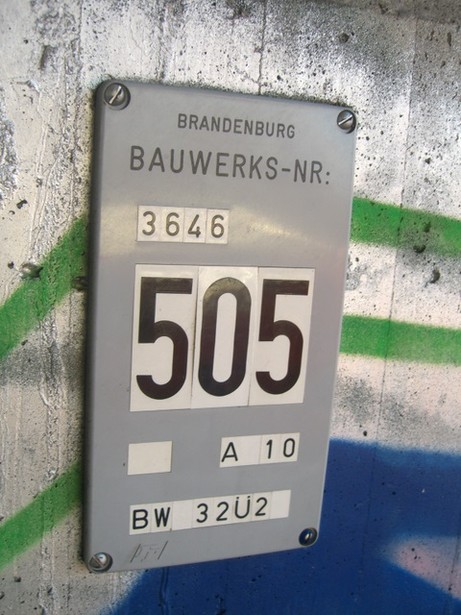 BRANDENBURG
BAUWERKS-NR:
3646
505
A 10
BW 32Ü2